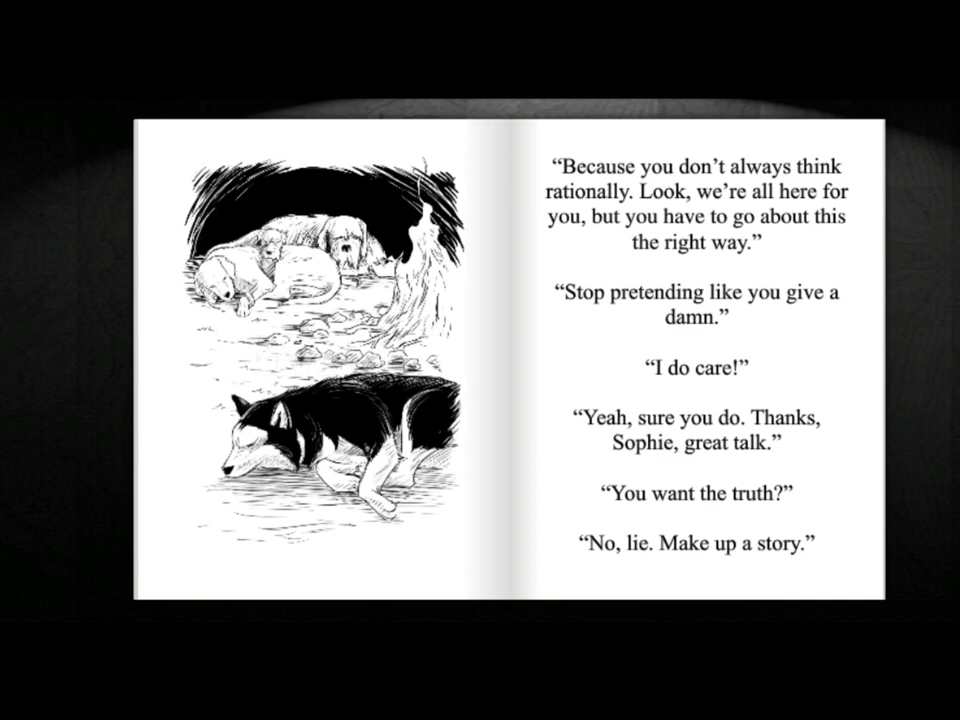 “Because you don’t always think
rationally. Look, we’re all here for
you, but you have to go about this
the right way.”
“Stop pretending like you give a
damn.”
“I do care!”
“Yeah, sure you do. Thanks,
Sophie, great talk.”
“You want the truth?”
“No, lie. Make up a story.”